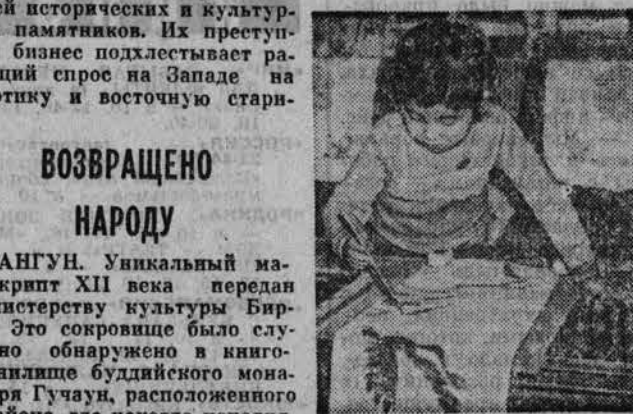 ей исторических и культур-
памятников. Их преступ-
бизнес подхлестывает ра-
щий спрос на Западе на
отику и восточную стари-
ВОЗВРАЩЕНО
НАРОДУ
АНГУН. Уникальный ма-
крипт XII века передан
нистерству культуры Бир-
Это сокровище было слу-
но обнаружено в книго-
нилище буддийского мона-
ря Гучаун, расположенного